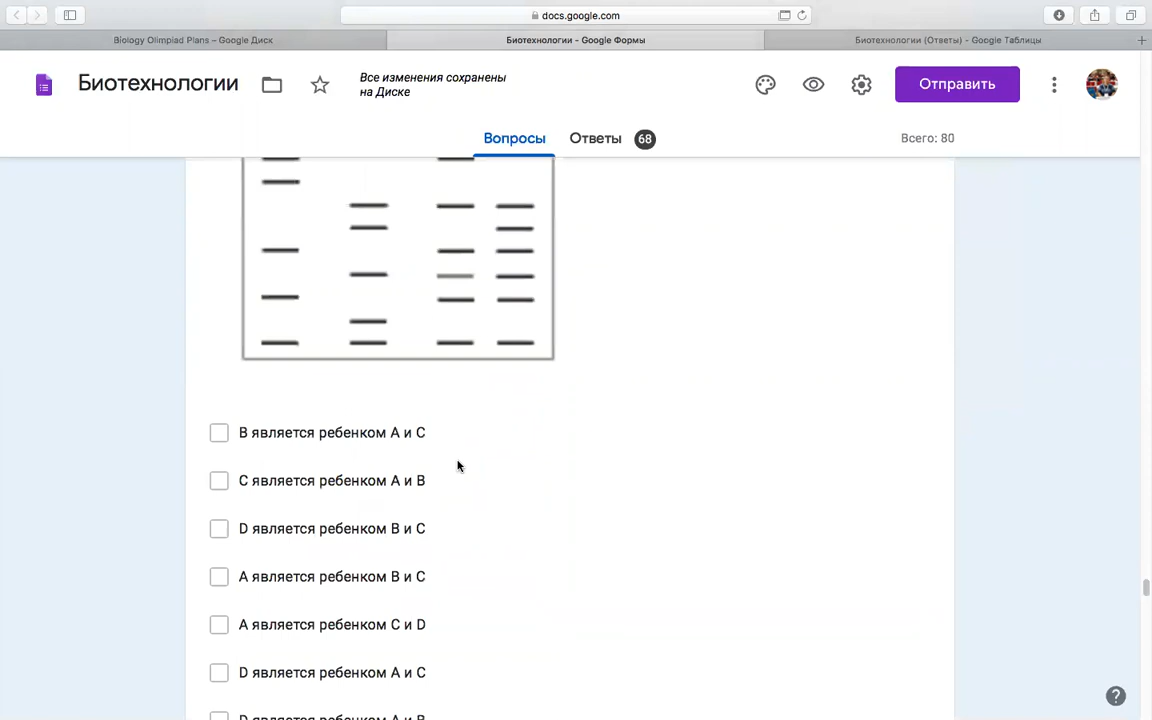 docs.google.com
Biology Olimpiad Plans – Google Диск
Биотехнологии - Google Формы
Биотехнологии (Ответы) - Google Таблицы
Биотехнологии
Все изменения сохранены
на Диске
Отправить
Вопросы
Ответы 68
Всего: 80
B является ребенком A и C
C является ребенком A и B
D является ребенком B и C
A является ребенком B и C
A является ребенком C и D
D является ребенком A и C
D является ребенком A и B